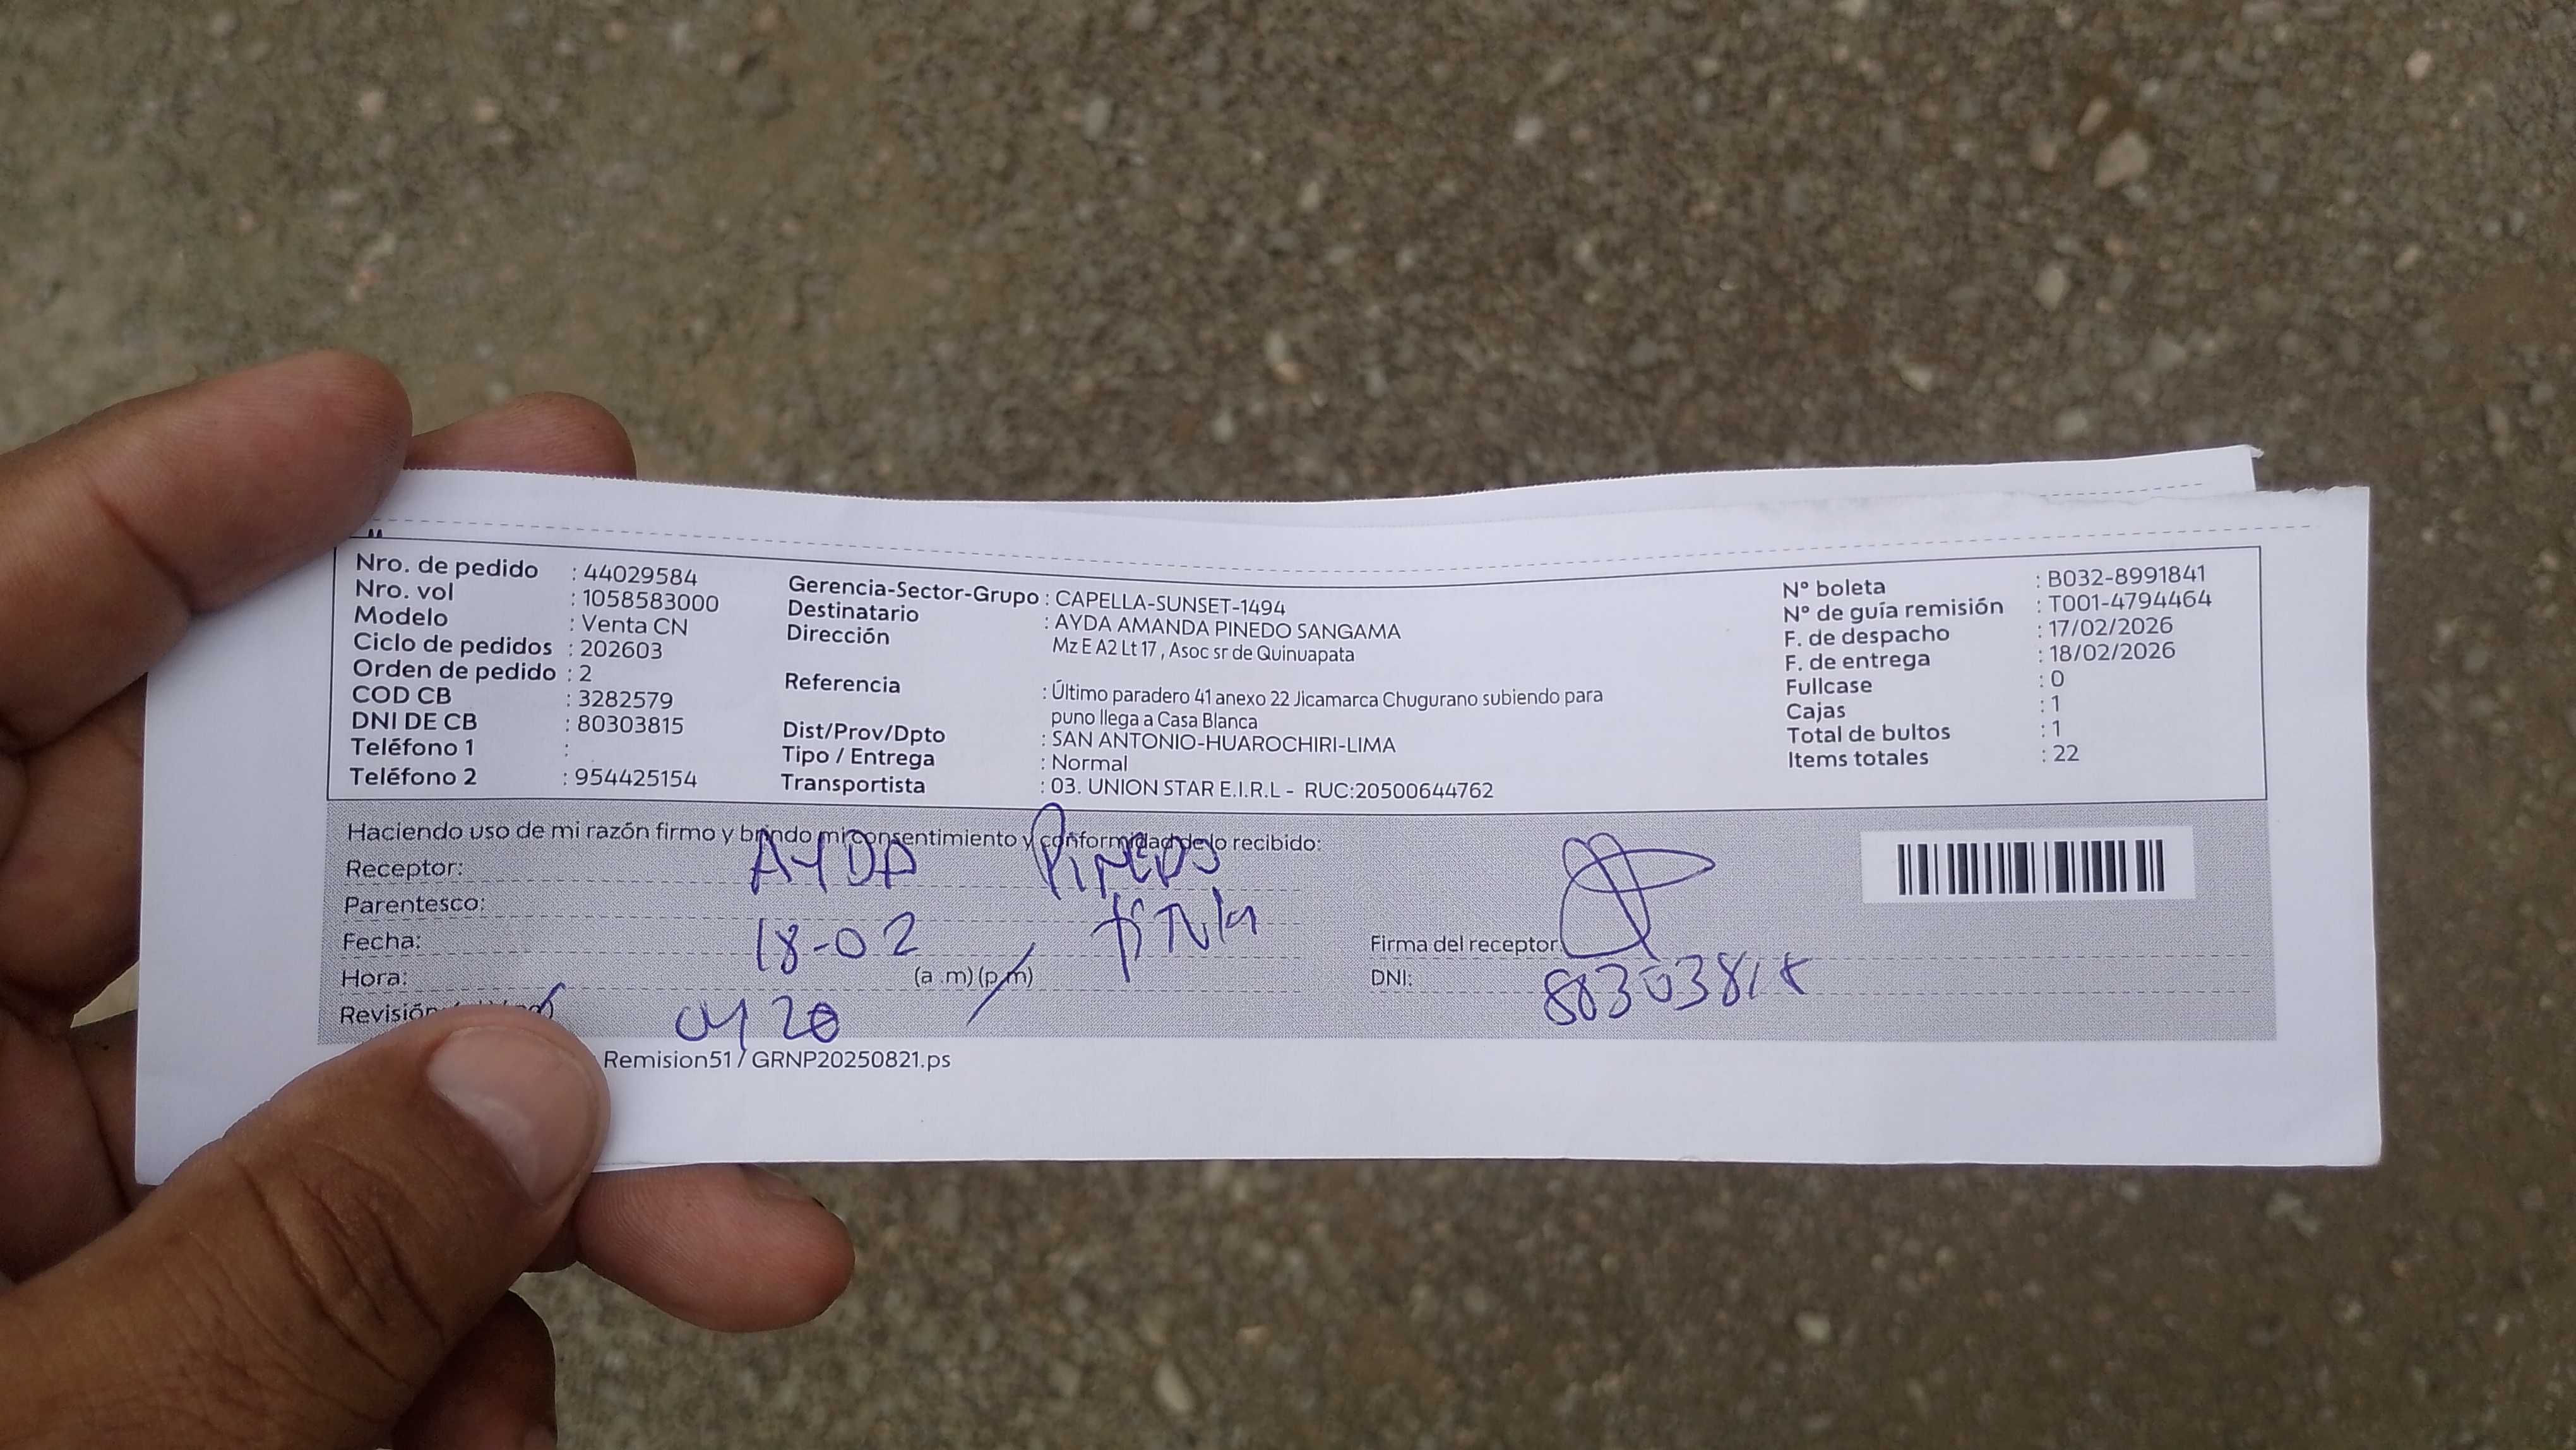 Nro. de pedido : 44029584
Nro. vol : 1058583000
Modelo : Venta CN
Ciclo de pedidos : 202603
Orden de pedido : 2
COD CB : 3282579
DNI DE CB : 80303815
Teléfono 1 :
Teléfono 2 : 954425154
Gerencia-Sector-Grupo : CAPELLA-SUNSET-1494
Destinatario : AYDA AMANDA PINEDO SANGAMA
Dirección Mz E A2 Lt 17 , Asoc sr de Quinuapata
Referencia : Último paradero 41 anexo 22 Jicamarca Chugurano subiendo para
puno llega a Casa Blanca
Dist/Prov/Dpto : SAN ANTONIO-HUAROCHIRI-LIMA
Tipo / Entrega : Normal
Transportista : 03. UNION STAR E.I.R.L - RUC:20500644762
N° boleta : B032-8991841
N° de guía remisión : T001-4794464
F. de despacho : 17/02/2026
F. de entrega : 18/02/2026
Fullcase : 0
Cajas : 1
Total de bultos : 1
Items totales : 22
Haciendo uso de mi razón firmo y brindo mi consentimiento y conformidad de lo recibido:
Receptor: AYDA PINEDO
Parentesco:
Fecha: 18-02
Hora: (a .m) (p.m)
Revisión
Firma del receptor
DNI:
Remision51 / GRNP20250821.ps